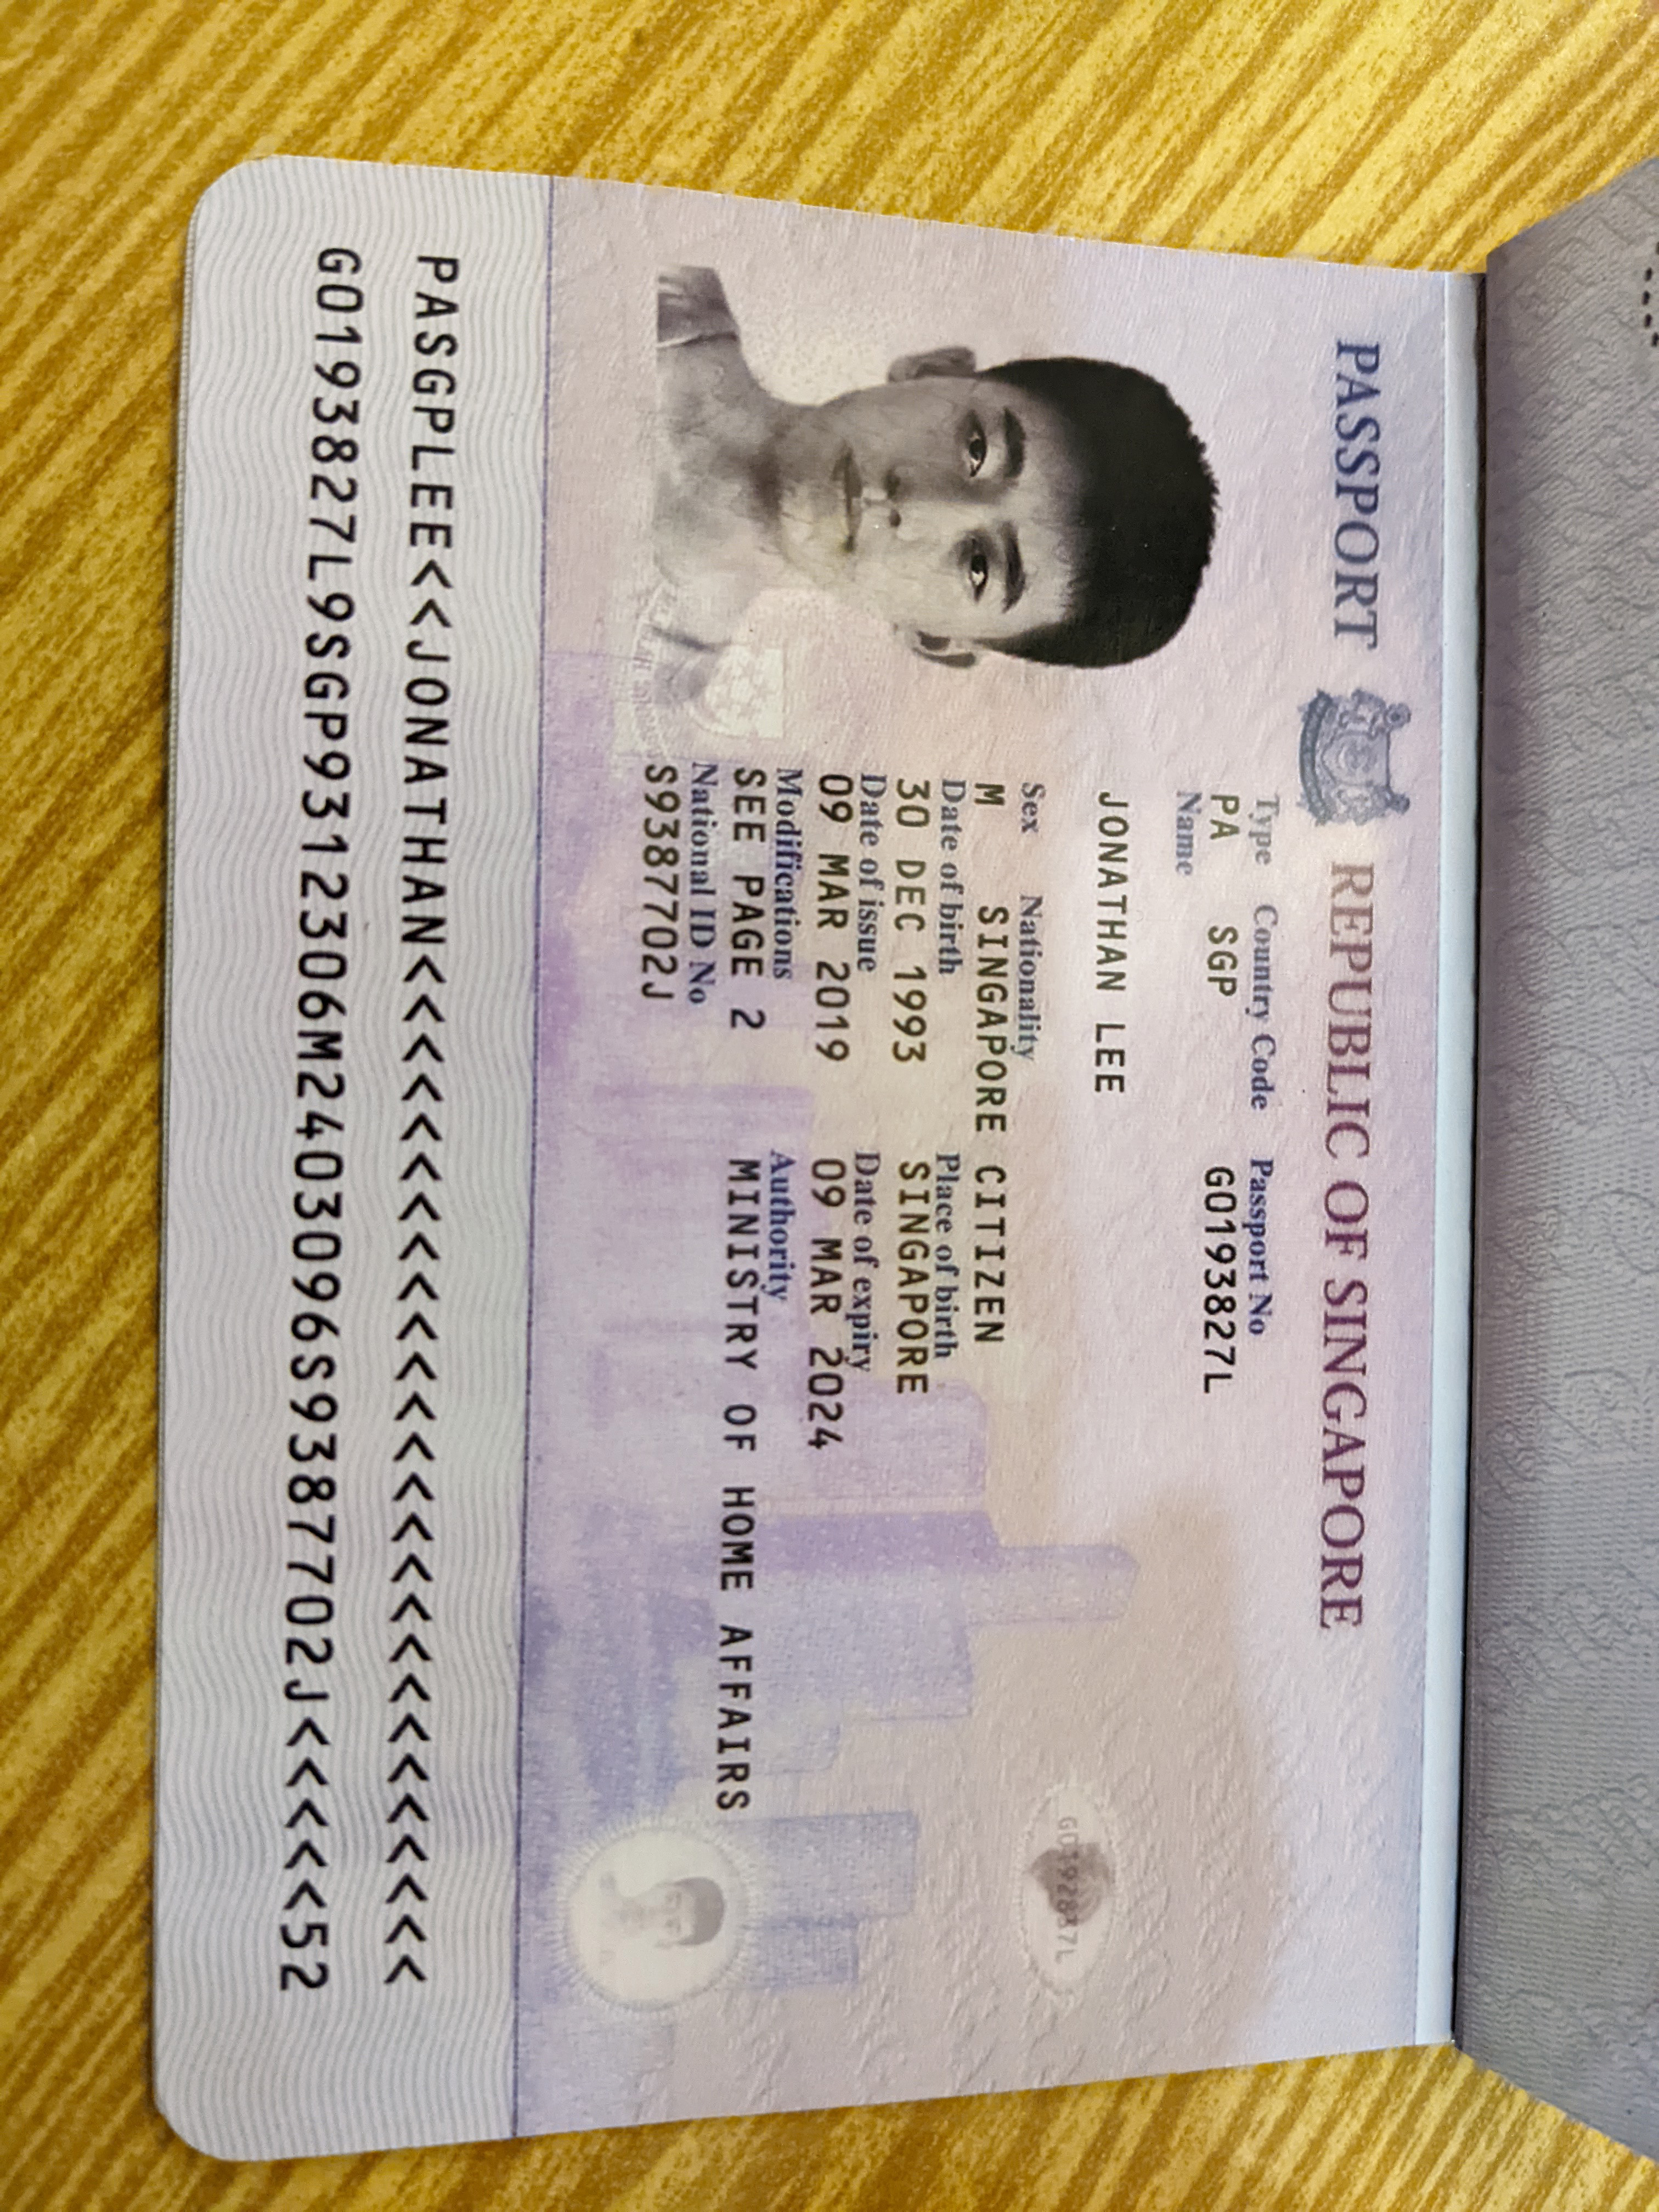 PASSPORT REPUBLIC OF SINGAPORE
Type Country Code Passport No
PA SGP G0193827L
Name
JONATHAN LEE
G0192837L
Sex Nationality
M SINGAPORE CITIZEN
Date of birth Place of birth
30 DEC 1993 SINGAPORE
Date of issue Date of expiry
09 MAR 2019 09 MAR 2024
Modifications Authority
SEE PAGE 2 MINISTRY OF HOME AFFAIRS
National ID No
S9387702J
PASGPLEE<<JONATHAN<<<<<<<<<<<<<<<<<<<<<<<<<<
G0193827L9SGP9312306M2403096S9387702J<<<<<52